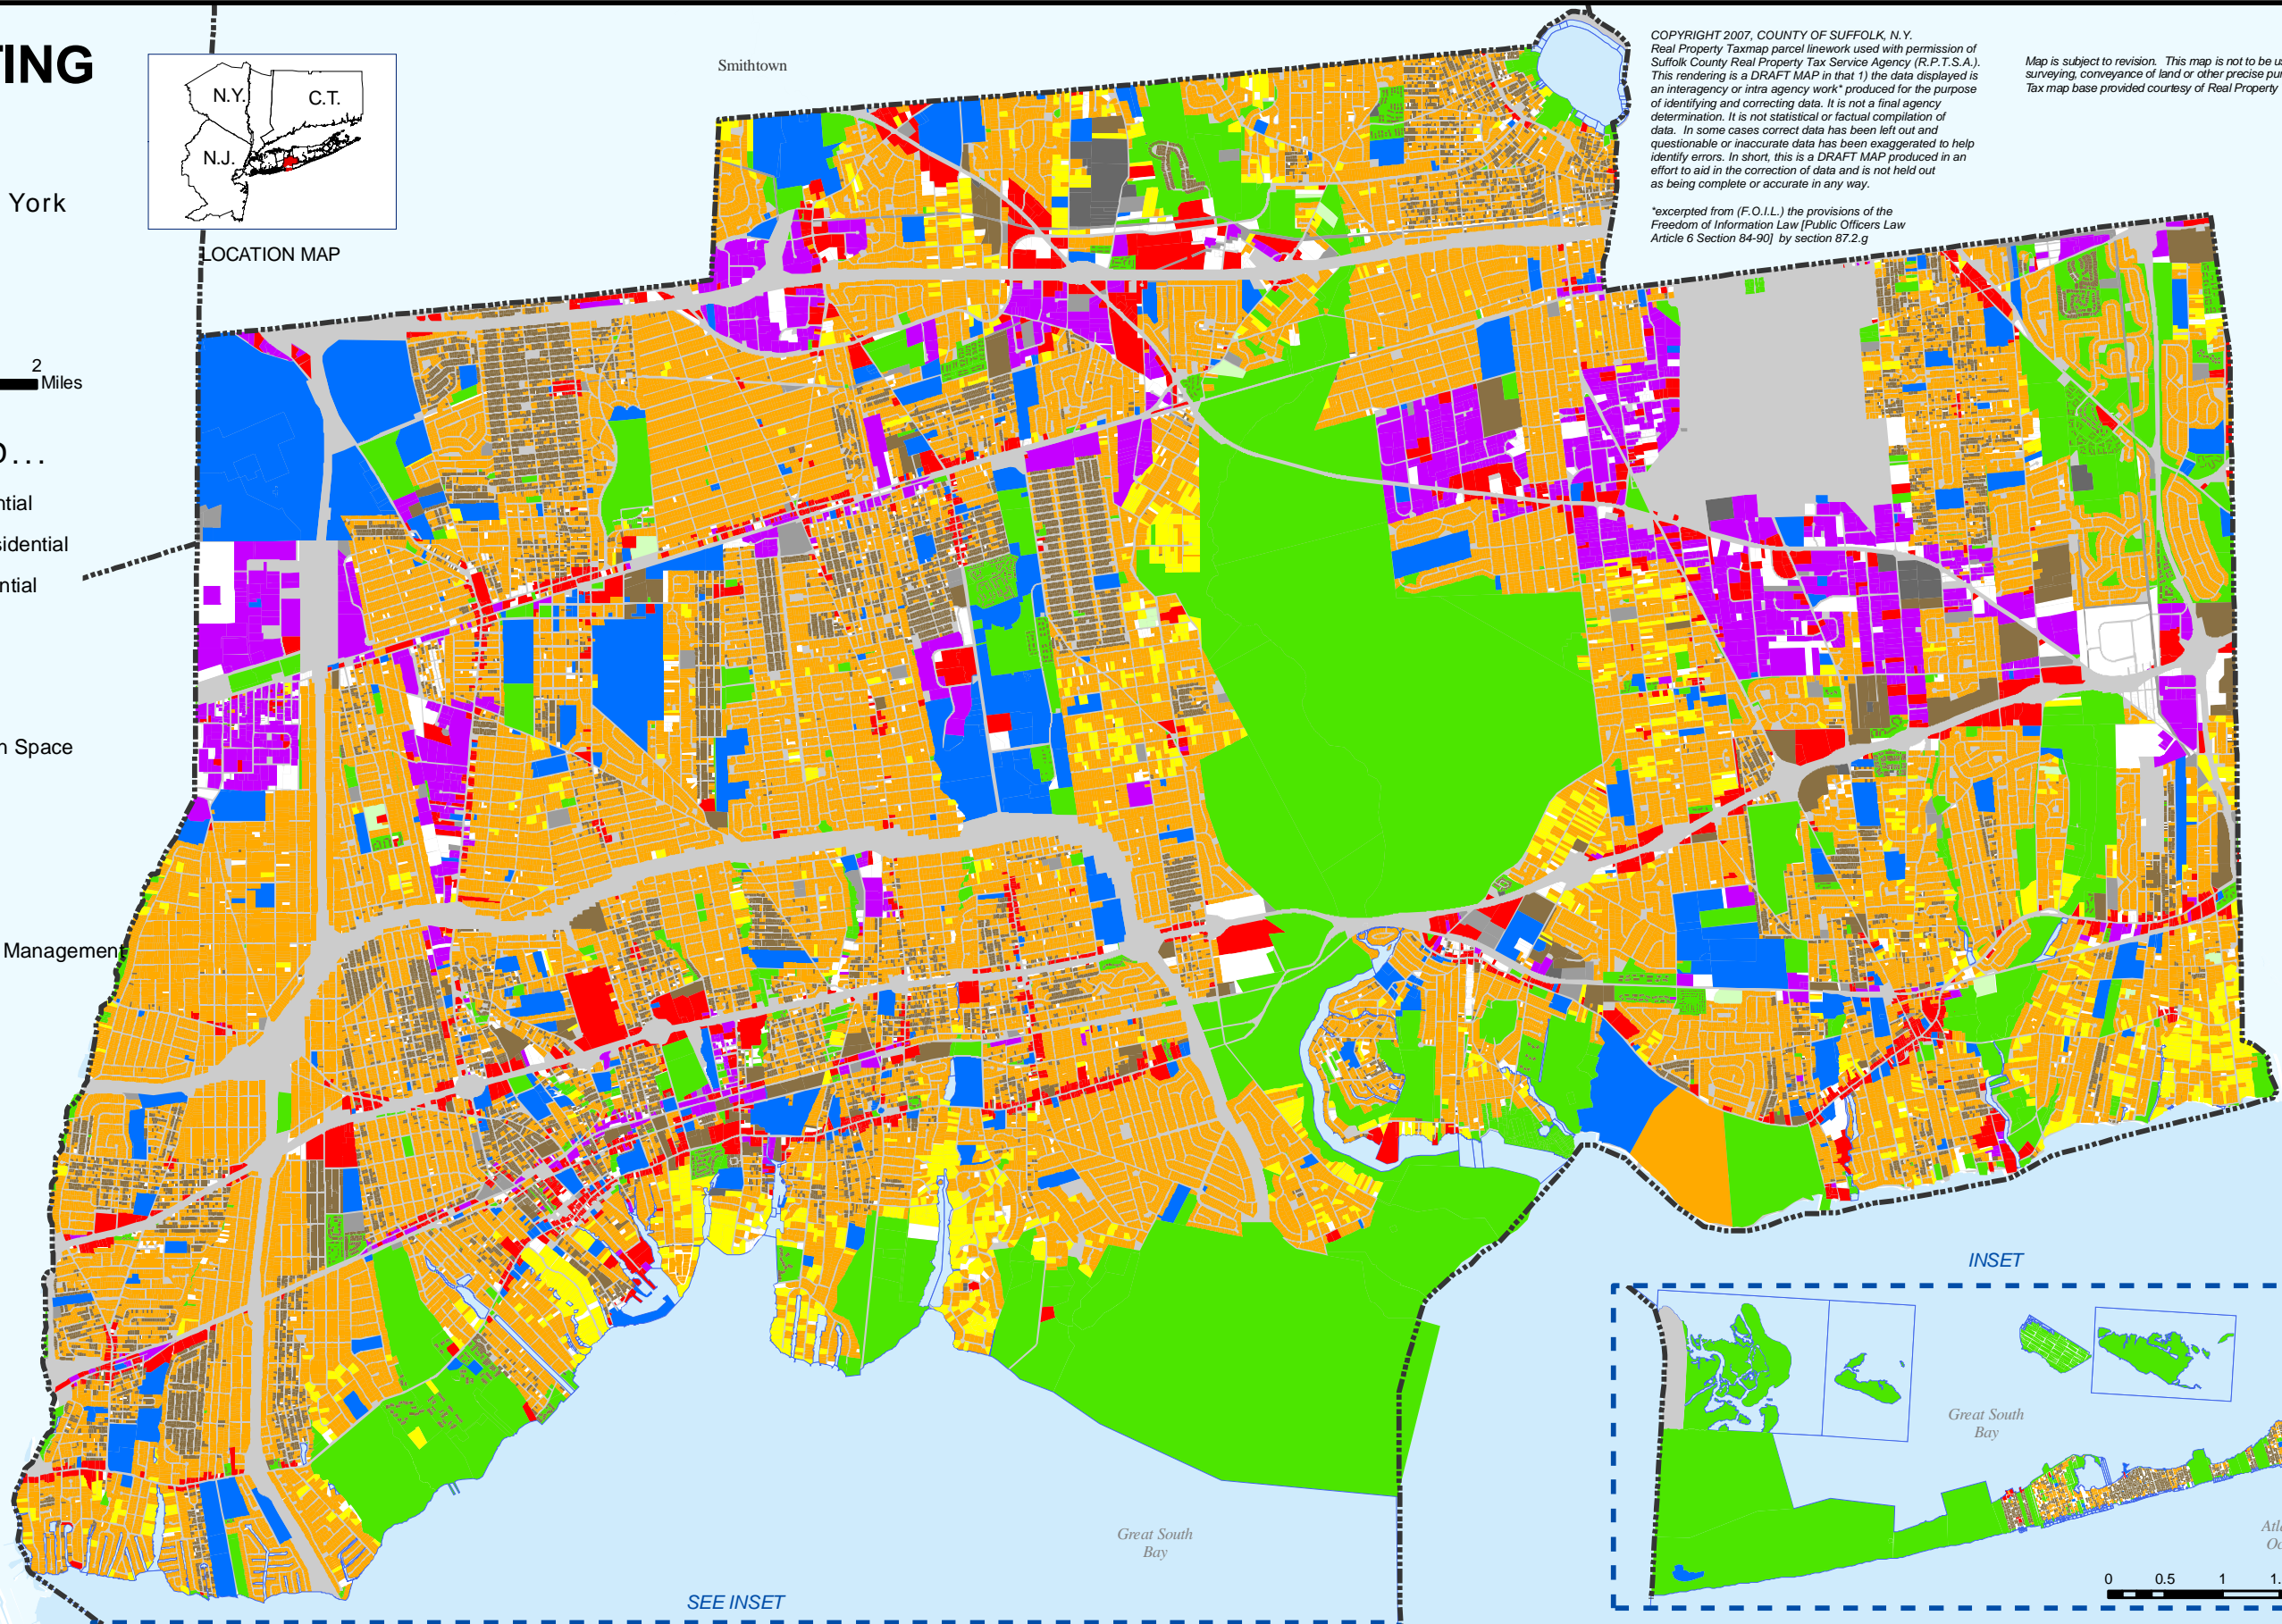 TING
York
2
Miles
O...
ntial
sidential
ential
n Space
Management
N.Y.
C.T.
N.J.
LOCATION MAP
Smithtown
COPYRIGHT 2007, COUNTY OF SUFFOLK, N.Y.
Real Property Taxmap parcel linework used with permission of
Suffolk County Real Property Tax Service Agency (R.P.T.S.A.).
This rendering is a DRAFT MAP in that 1) the data displayed is
an interagency or intra agency work* produced for the purpose
of identifying and correcting data. It is not a final agency
determination. It is not statistical or factual compilation of
data. In some cases correct data has been left out and
questionable or inaccurate data has been exaggerated to help
identify errors. In short, this is a DRAFT MAP produced in an
effort to aid in the correction of data and is not held out
as being complete or accurate in any way.
*excerpted from (F.O.I.L.) the provisions of the
Freedom of Information Law [Public Officers Law
Article 6 Section 84-90] by section 87.2.g
Map is subject to revision. This map is not to be us
surveying, conveyance of land or other precise pur
Tax map base provided courtesy of Real Property
INSET
Great South
Bay
Atla
Oc
0 0.5 1 1.
Great South
Bay
SEE INSET